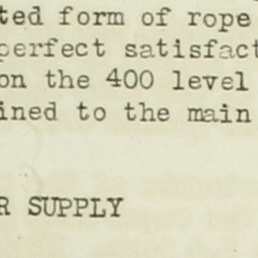 ted form of rope
perfect satisfact
on the 400 level
ined to the main
R SUPPLY